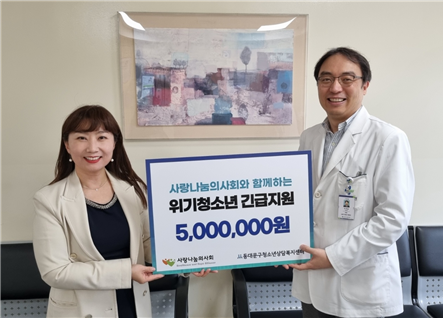 사랑나눔의사회와 함께하는
위기청소년 긴급지원
5,000,000원
사랑나눔의사회
동대문구청소년상담복지센터